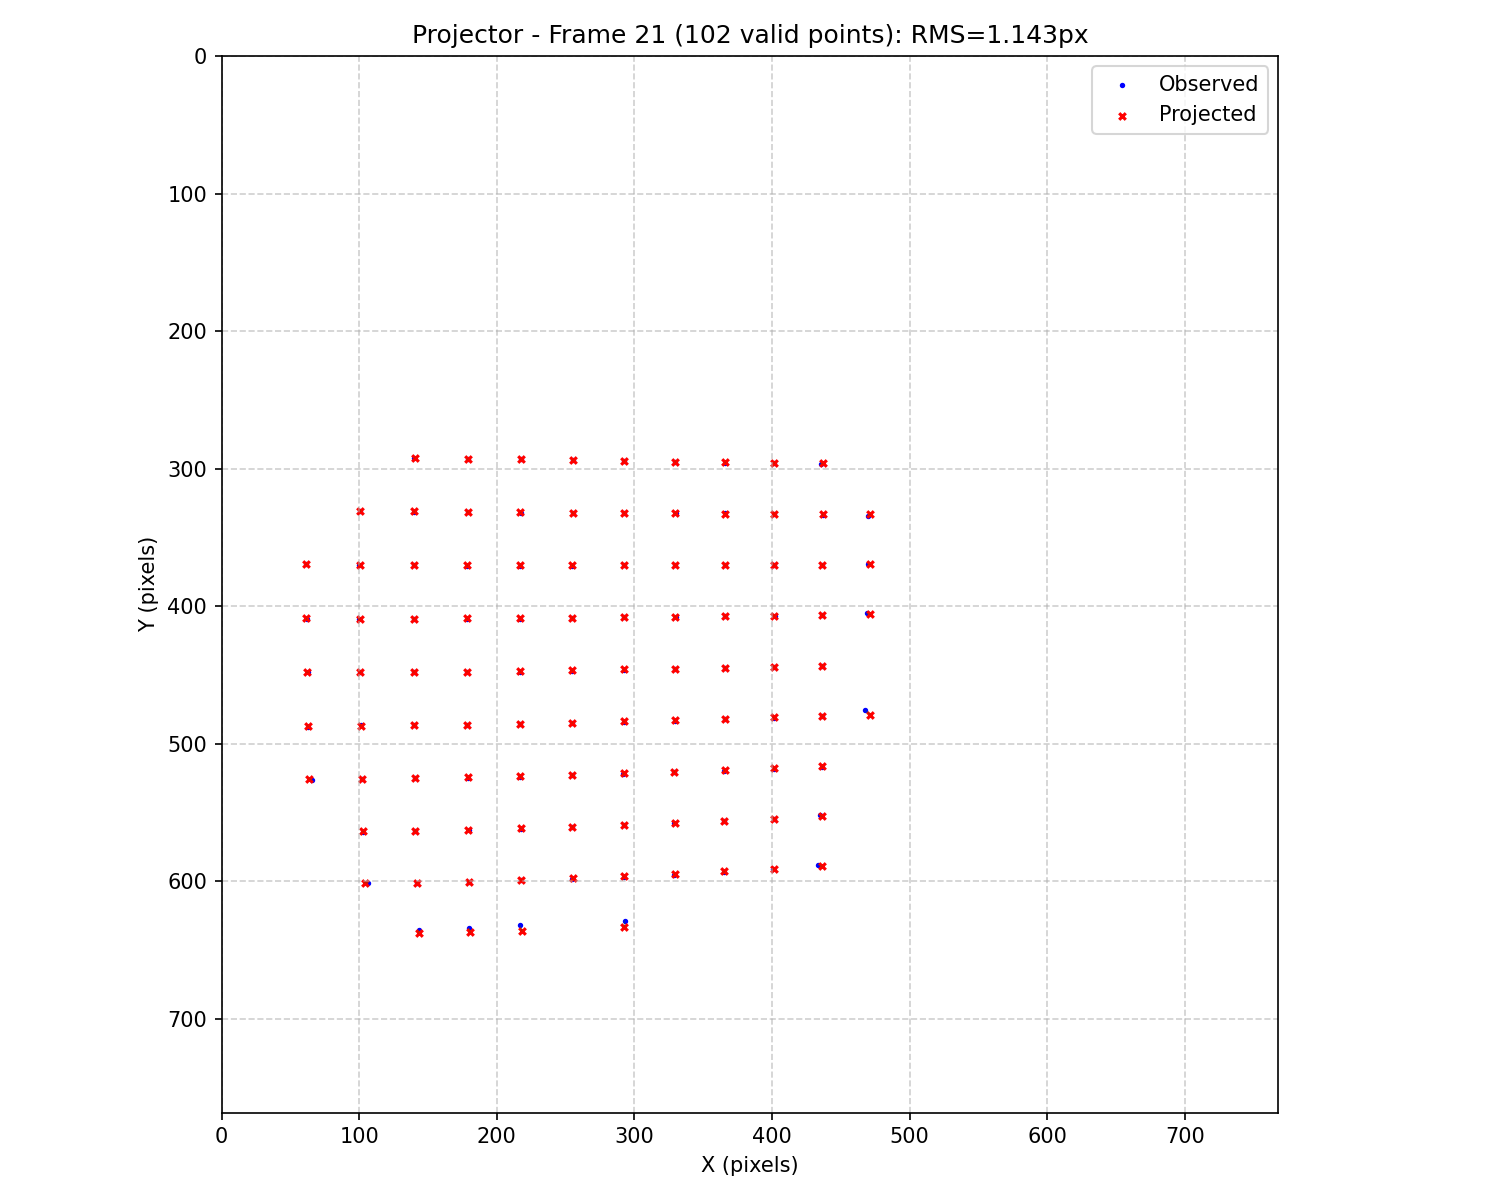 Projector - Frame 21 (102 valid points): RMS=1.143px
Observed
Projected
0
100
200
300
400
500
600
700
Y (pixels)
0 100 200 300 400 500 600 700
X (pixels)